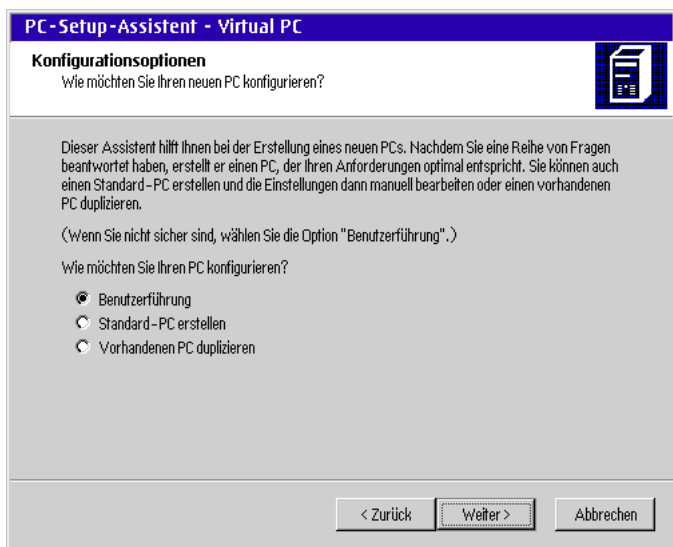 PC-Setup-Assistent - Virtual PC
Konfigurationsoptionen
Wie möchten Sie Ihren neuen PC konfigurieren?
Dieser Assistent hilft Ihnen bei der Erstellung eines neuen PCs. Nachdem Sie eine Reihe von Fragen
beantwortet haben, erstellt er einen PC, der Ihren Anforderungen optimal entspricht. Sie können auch
einen Standard-PC erstellen und die Einstellungen dann manuell bearbeiten oder einen vorhandenen
PC duplizieren.
(Wenn Sie nicht sicher sind, wählen Sie die Option "Benutzerführung".)
Wie möchten Sie Ihren PC konfigurieren?
Benutzerführung
Standard-PC erstellen
Vorhandenen PC duplizieren
< Zurück
Weiter >
Abbrechen